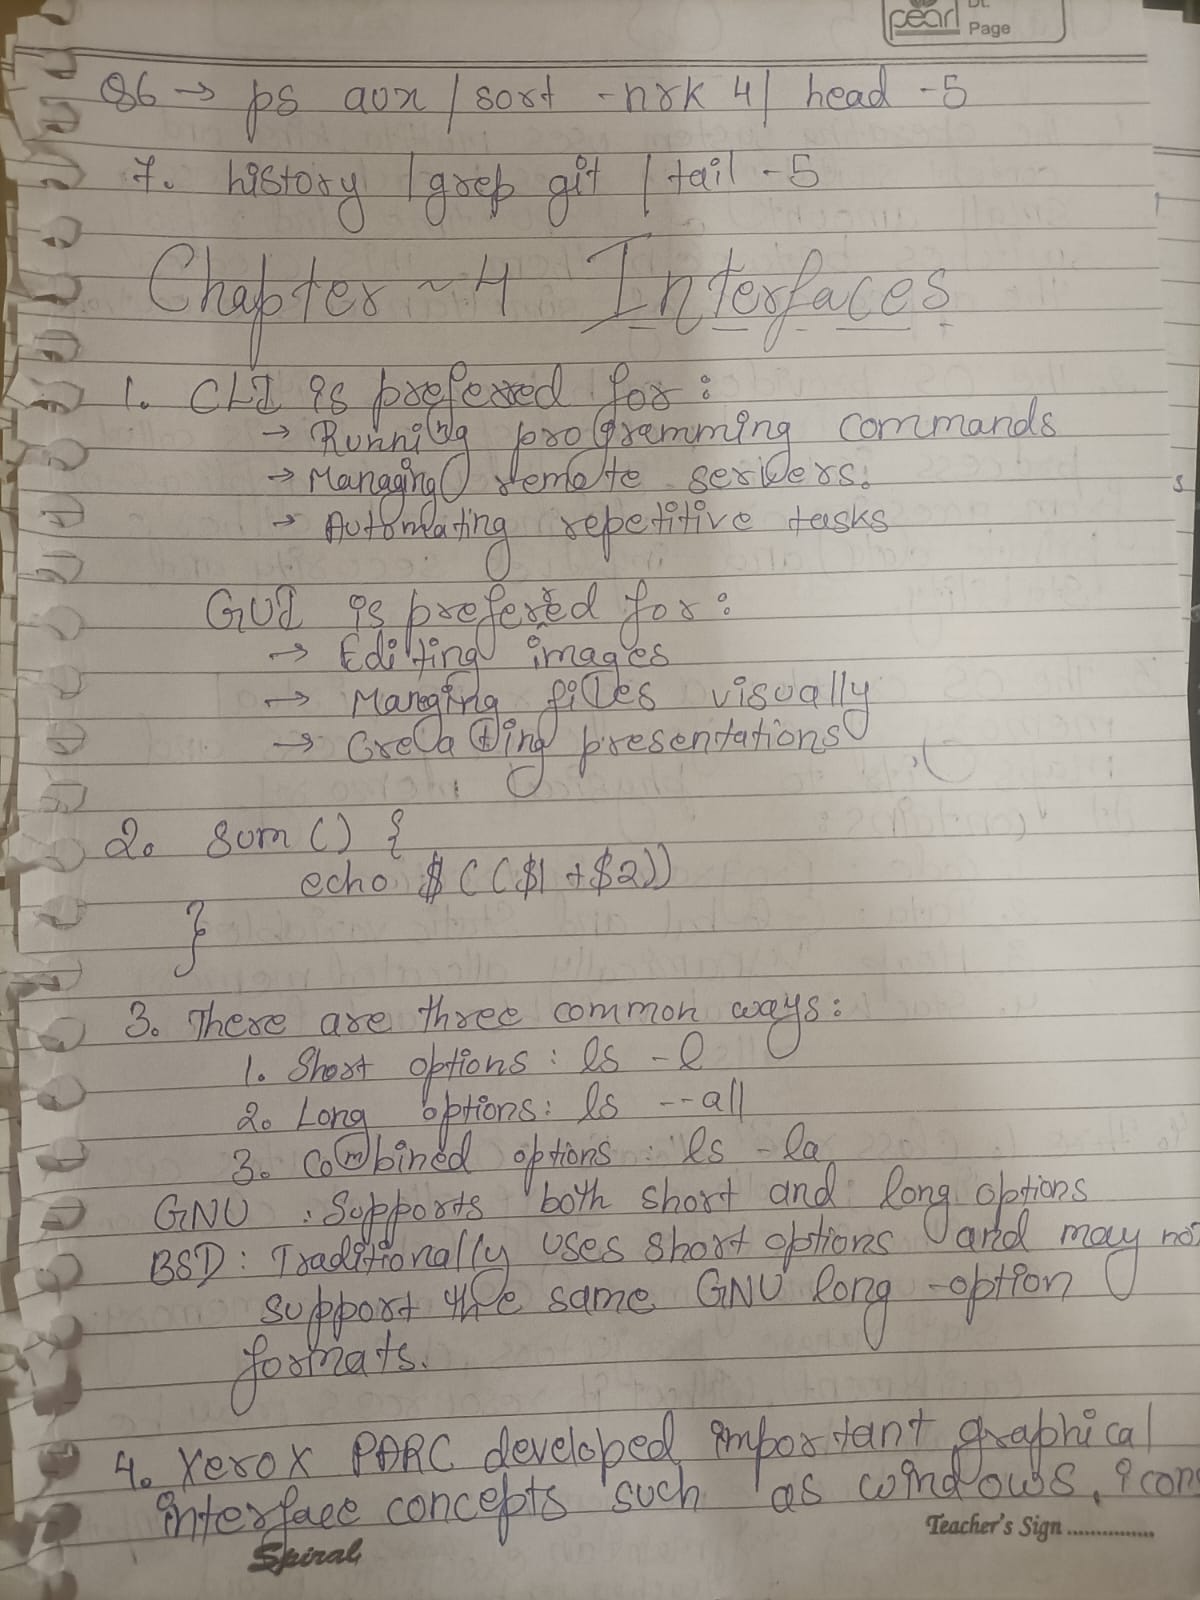 pearl
Dt.
Page
Q6 → ps aux / sort -nrk 4 | head -5
7. history | grep git | tail -5
Chapter ~ 4 Interfaces
1. CLI is preferred for:
→ Running programming commands
→ Managing remote servers.
→ Automating repetitive tasks
GUI is preferred for:
→ Editing images
→ Manging files visually
→ Creating presentations
2. sum () {
echo $(($1 + $2))
}
3. There are three common ways:
1. Short options : ls -l
2. Long options: ls --all
3. Combined options : ls -la
GNU : Supports both short and long options
BSD : Traditionally uses short options and may not
support the same GNU long-option
formats.
4. Xerox PARC developed important graphical
interface concepts such as windows, icons
Teacher's Sign ...............
Spiral